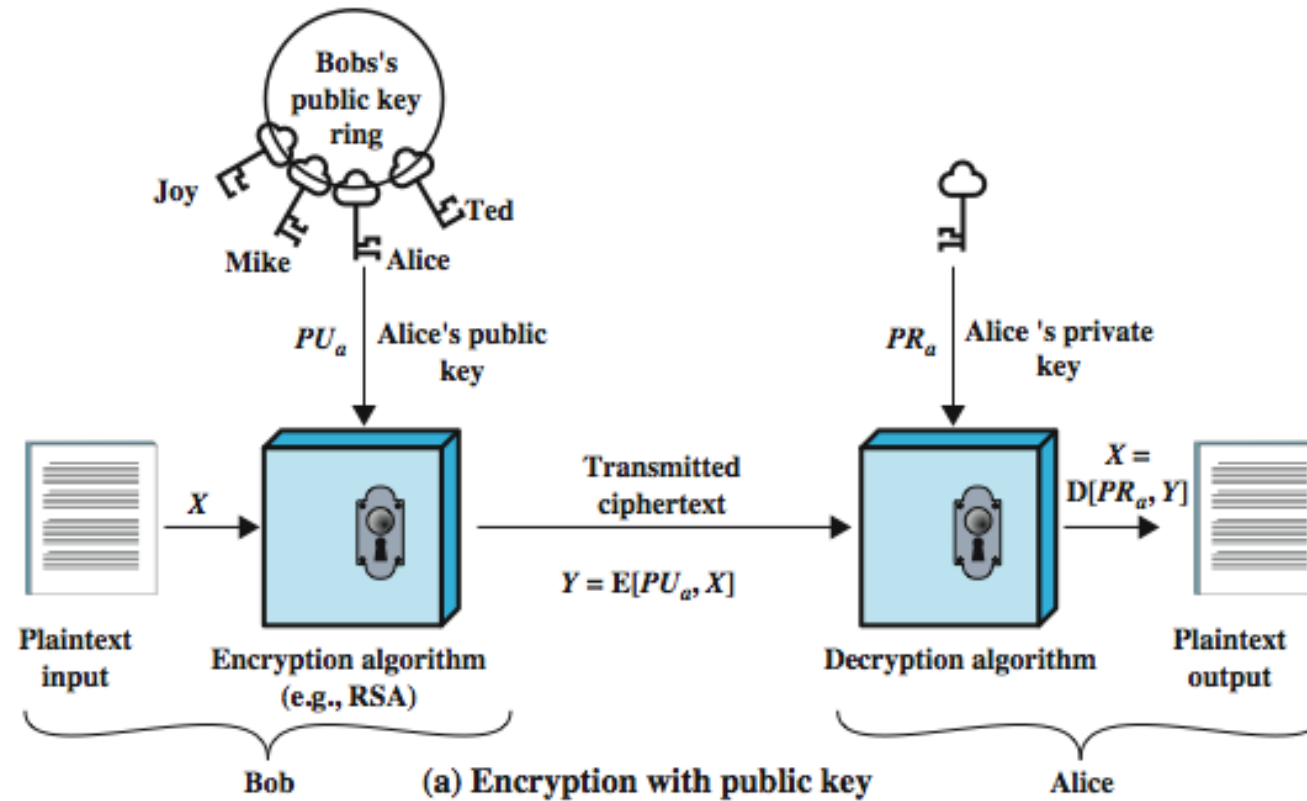 Bobs's
public key
ring
Joy
Ted
Mike
Alice
PUa
Alice's public
key
PRa
Alice 's private
key
X
Transmitted
ciphertext
X =
D[PRa, Y]
Y = E[PUa, X]
Plaintext
input
Encryption algorithm
(e.g., RSA)
Decryption algorithm
Plaintext
output
Bob
(a) Encryption with public key
Alice